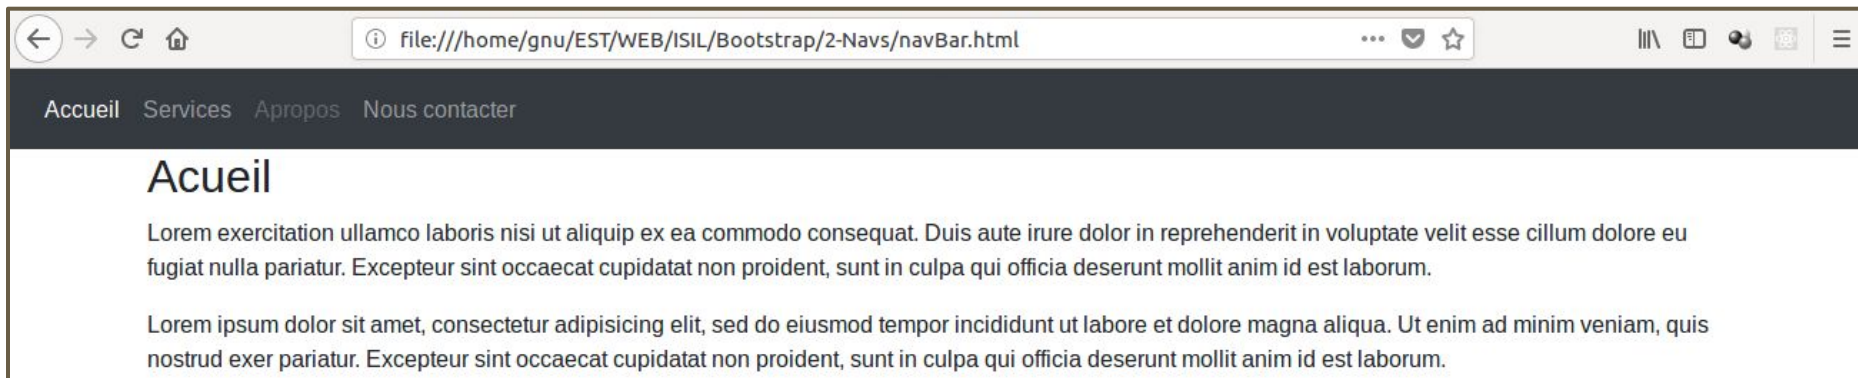 file:///home/gnu/EST/WEB/ISIL/Bootstrap/2-Navs/navBar.html
Accueil Services Apropos Nous contacter
Acueil
Lorem exercitation ullamco laboris nisi ut aliquip ex ea commodo consequat. Duis aute irure dolor in reprehenderit in voluptate velit esse cillum dolore eu
fugiat nulla pariatur. Excepteur sint occaecat cupidatat non proident, sunt in culpa qui officia deserunt mollit anim id est laborum.
Lorem ipsum dolor sit amet, consectetur adipisicing elit, sed do eiusmod tempor incididunt ut labore et dolore magna aliqua. Ut enim ad minim veniam, quis
nostrud exer pariatur. Excepteur sint occaecat cupidatat non proident, sunt in culpa qui officia deserunt mollit anim id est laborum.